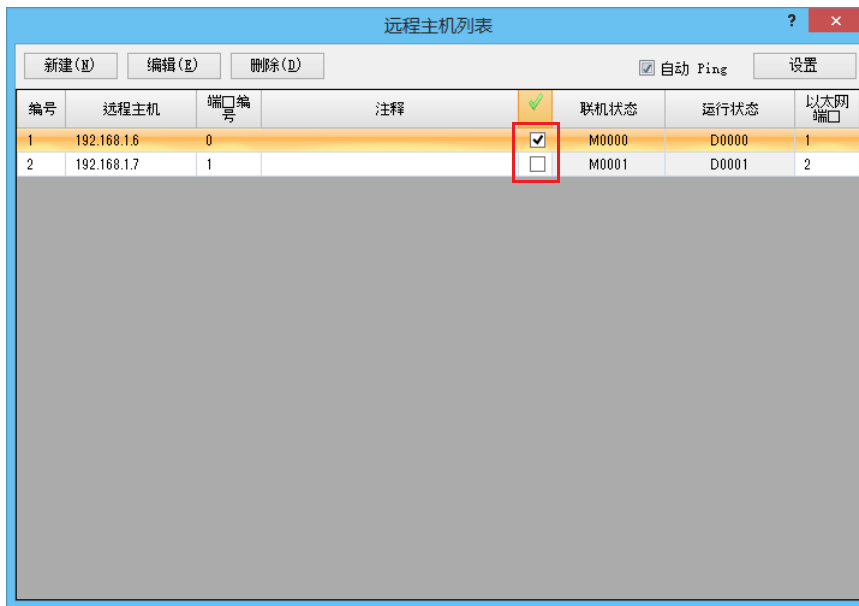 远程主机列表 ?
新建(N) 编辑(E) 删除(D) 自动 Ping 设置
编号 远程主机 端口编号 注释 联机状态 运行状态 以太网端口
1 192.168.1.6 0 M0000 D0000 1
2 192.168.1.7 1 M0001 D0001 2